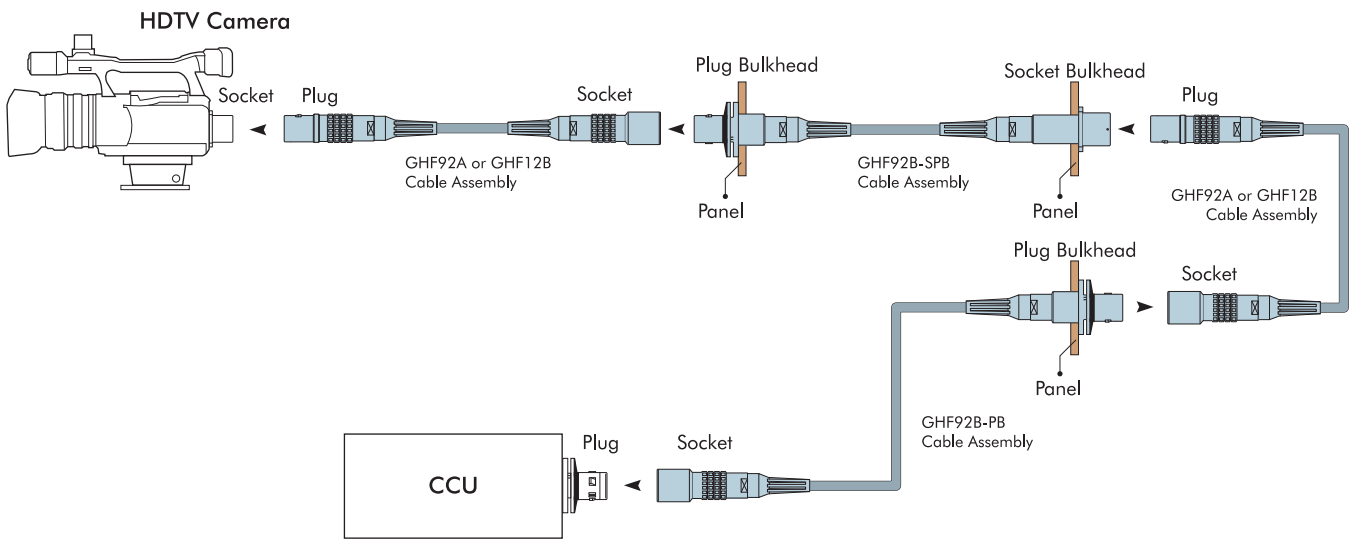 HDTV Camera
Socket
Plug
Socket
GHF92A or GHF12B
Cable Assembly
Plug Bulkhead
Panel
GHF92B-SPB
Cable Assembly
Socket Bulkhead
Panel
Plug
GHF92A or GHF12B
Cable Assembly
Plug Bulkhead
Socket
Panel
GHF92B-PB
Cable Assembly
CCU
Plug
Socket